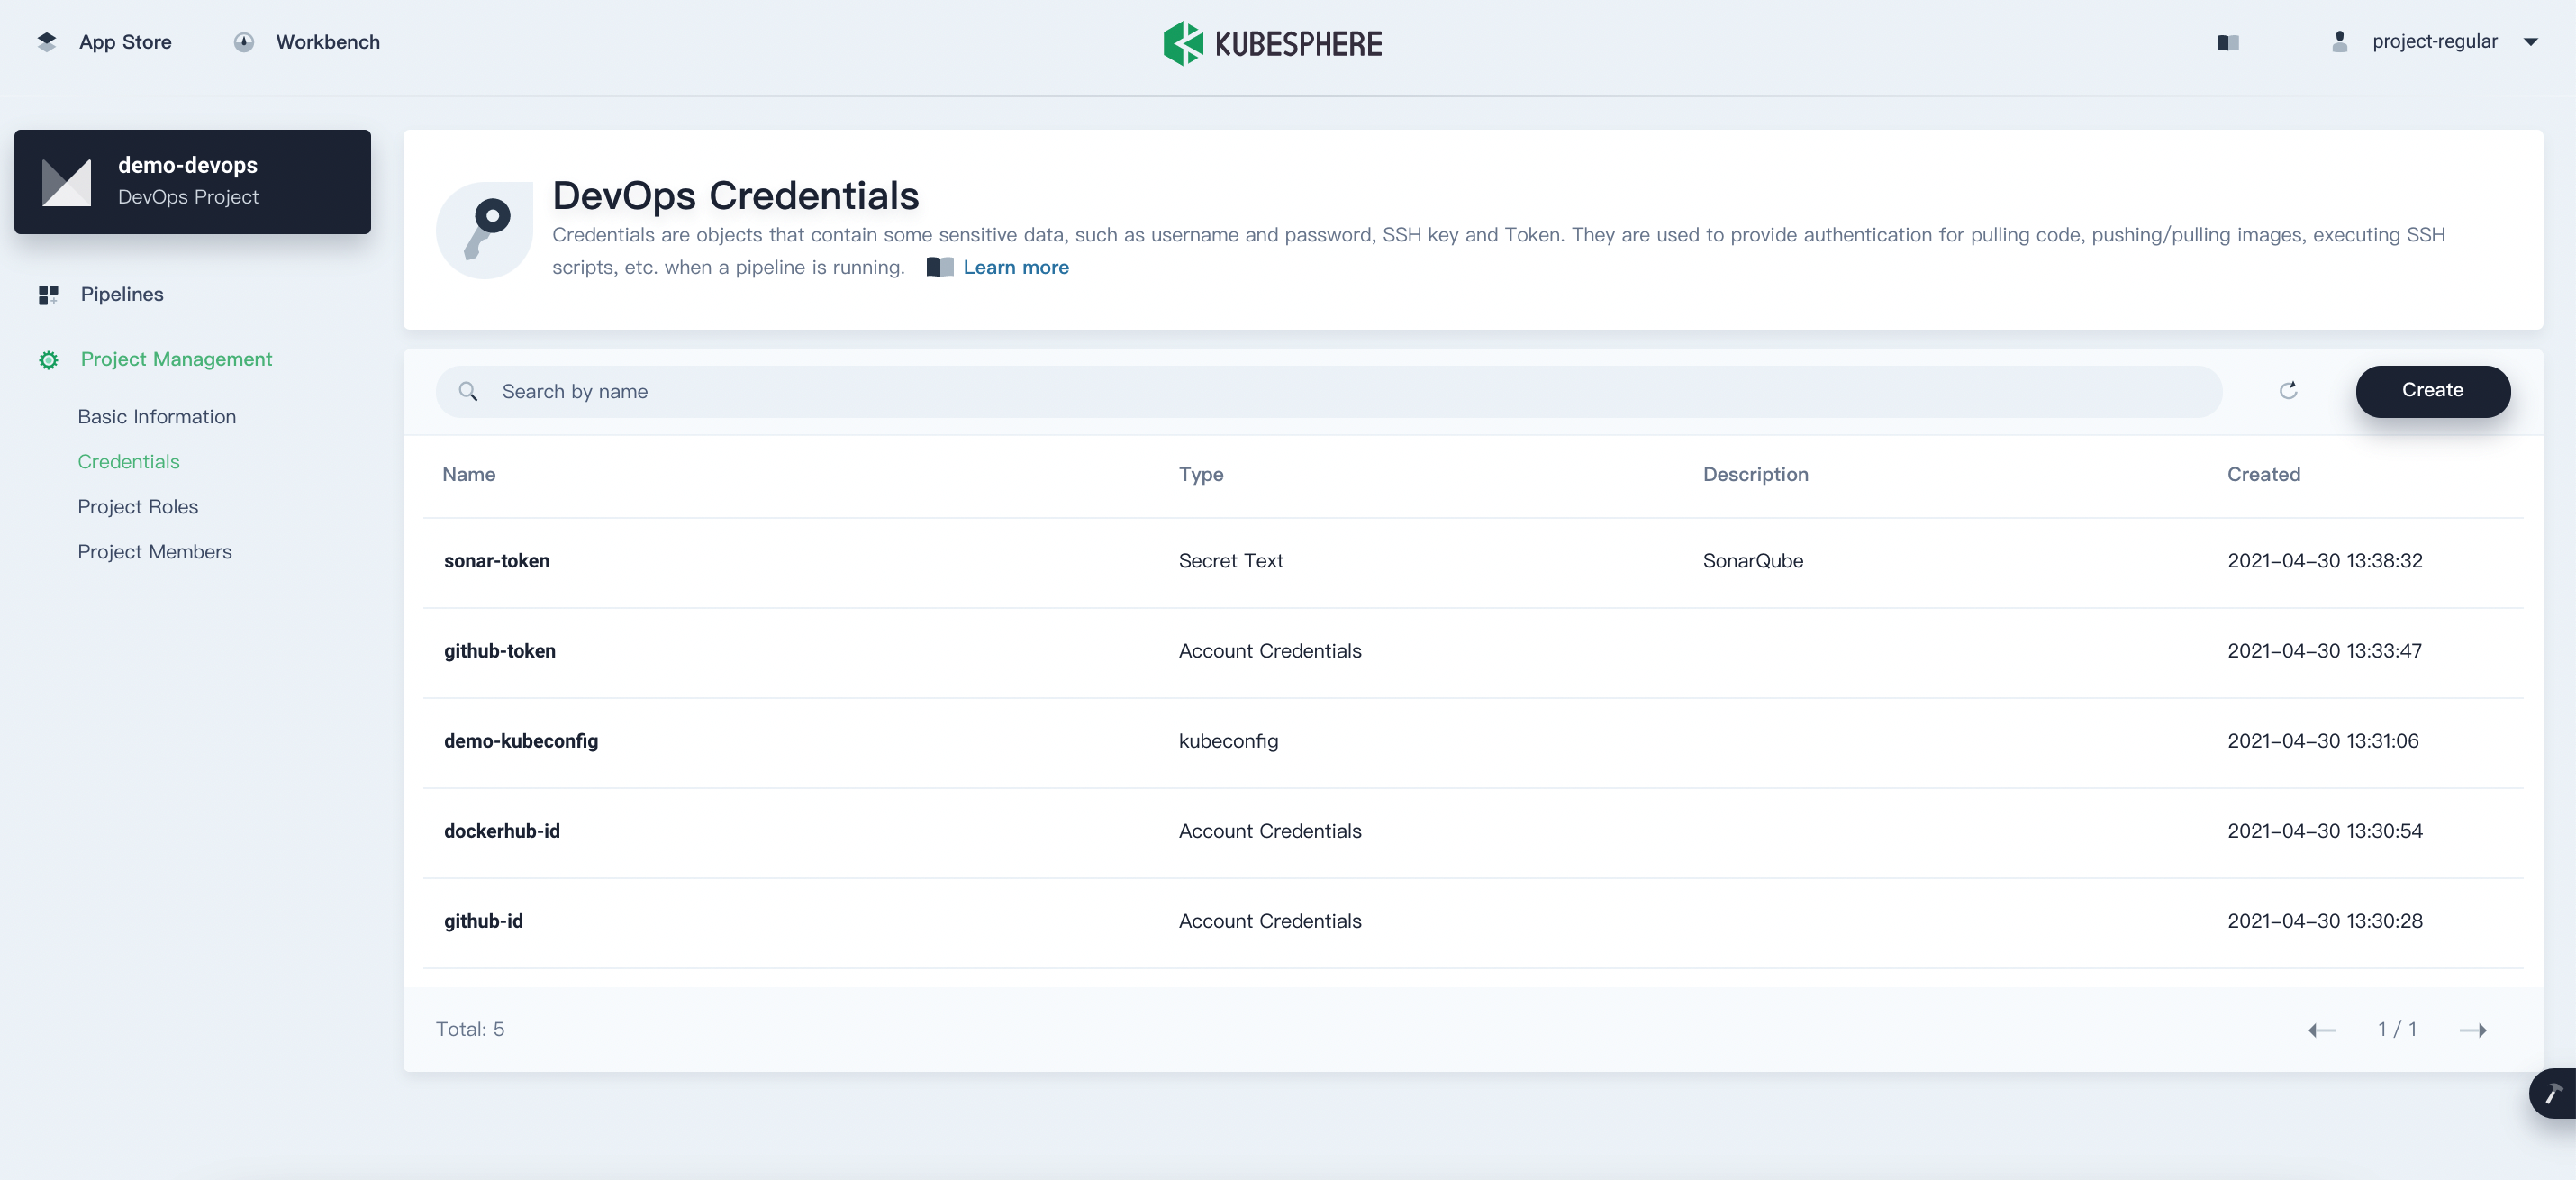 App Store
Workbench
KUBESPHERE
project-regular
demo-devops
DevOps Project
Pipelines
Project Management
Basic Information
Credentials
Project Roles
Project Members
DevOps Credentials
Credentials are objects that contain some sensitive data, such as username and password, SSH key and Token. They are used to provide authentication for pulling code, pushing/pulling images, executing SSH
scripts, etc. when a pipeline is running. Learn more
Search by name
Create
Name Type Description Created
sonar-token Secret Text SonarQube 2021-04-30 13:38:32
github-token Account Credentials 2021-04-30 13:33:47
demo-kubeconfig kubeconfig 2021-04-30 13:31:06
dockerhub-id Account Credentials 2021-04-30 13:30:54
github-id Account Credentials 2021-04-30 13:30:28
Total: 5
1 / 1